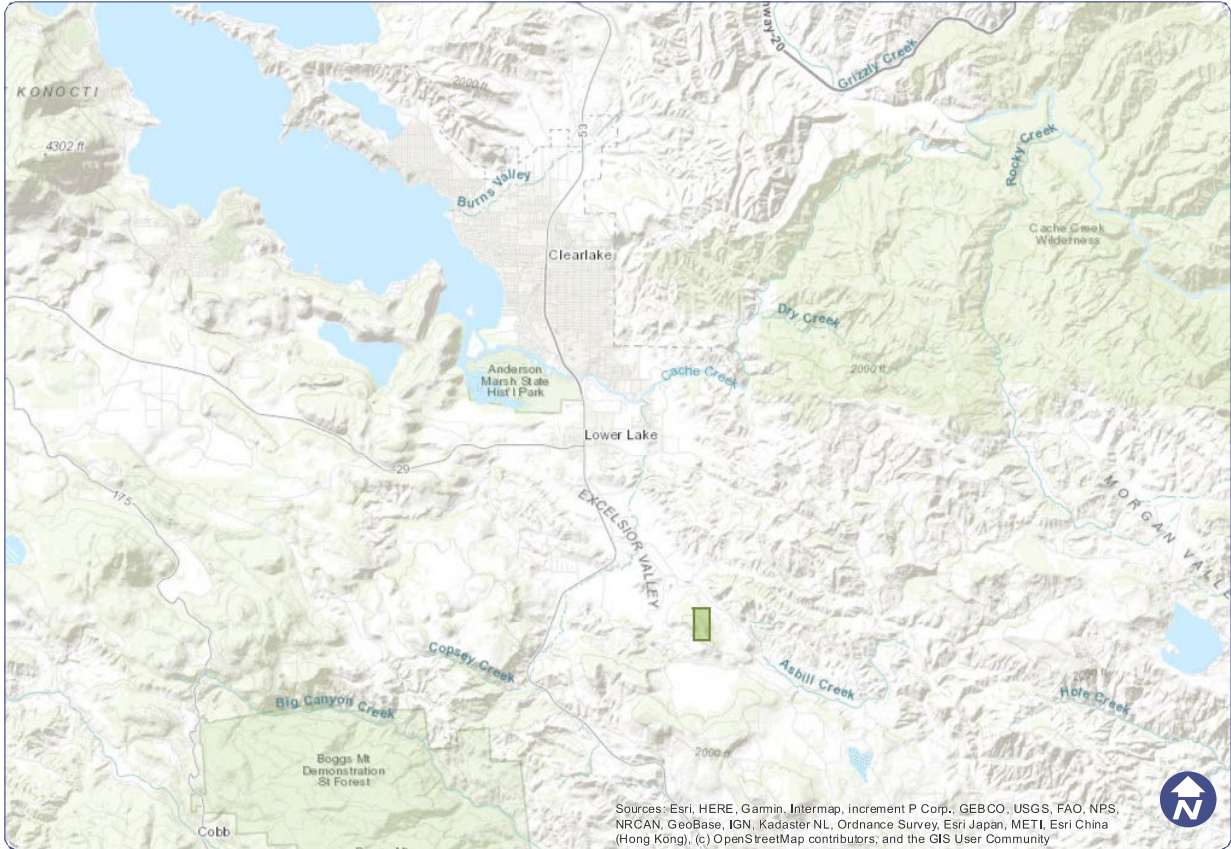 way 20
Grizzly Creek
KONOCTI
2000 ft
53
4302 ft
Burns Valley
Rocky Creek
Cache Creek
Wilderness
Clearlake
Dry Creek
2000 ft
Anderson
Marsh State
Hist'l Park
Cache Creek
Lower Lake
29
175
EXCELSIOR VALLEY
MORGAN VALL
Copsey Creek
Asbill Creek
2000 ft
Hole Creek
Big Canyon Creek
2000 ft
Boggs Mt
Demonstration
St Forest
Cobb
N
Sources: Esri, HERE, Garmin, Intermap, increment P Corp., GEBCO, USGS, FAO, NPS,
NRCAN, GeoBase, IGN, Kadaster NL, Ordnance Survey, Esri Japan, METI, Esri China
(Hong Kong), (c) OpenStreetMap contributors, and the GIS User Community